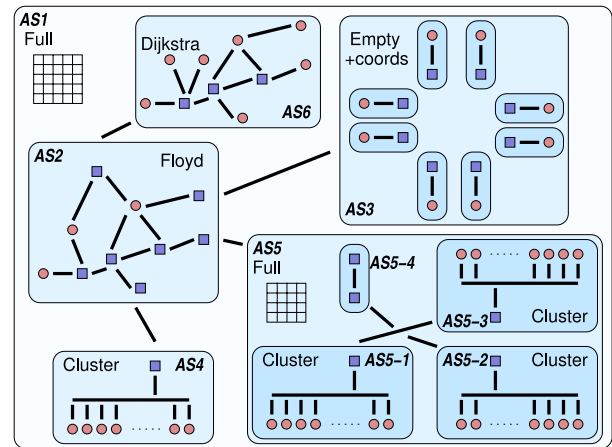 AS1
Full
Dijkstra
AS6
Empty
+coords
AS3
AS2
Floyd
AS5
Full
AS5-4
AS5-3
Cluster
Cluster
AS4
Cluster
AS5-1
AS5-2
Cluster